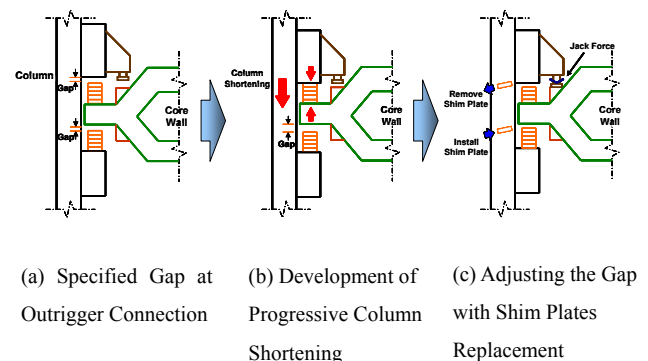 Column
Gap
Gap
Core
Wall
Column
Shortening
Gap
Core
Wall
Jack Force
Remove
Shim Plate
Install
Shim Plate
Core
Wall
(a) Specified Gap at
Outrigger Connection
(b) Development of
Progressive Column
Shortening
(c) Adjusting the Gap
with Shim Plates
Replacement